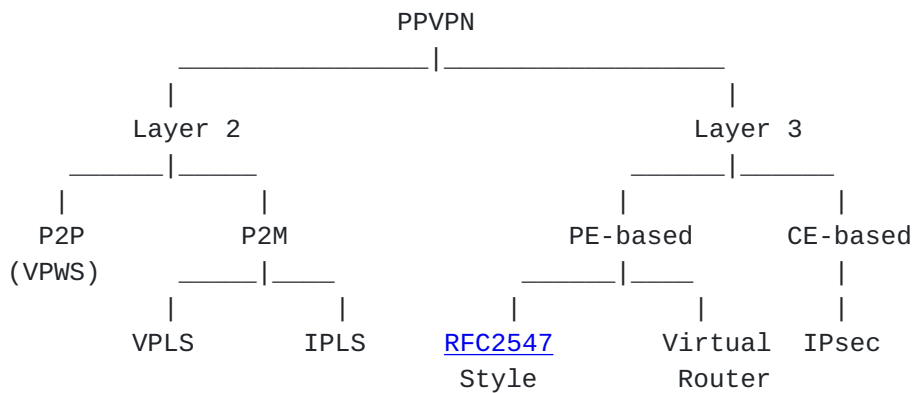 PPVPN
Layer 2 Layer 3
P2P P2M PE-based CE-based
(VPWS)
VPLS IPLS RFC2547 Virtual IPsec
Style Router